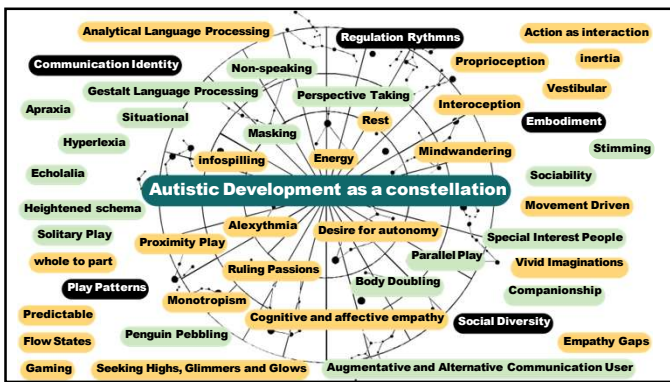 Analytical Language Processing
Regulation Rythmns
Action as interaction
Communication Identity
Non-speaking
Proprioception
inertia
Gestalt Language Processing
Perspective Taking
Interoception
Vestibular
Apraxia
Situational
Rest
Embodiment
Hyperlexia
Masking
Mindwandering
Stimming
Echolalia
infospilling
Energy
Sociability
Autistic Development as a constellation
Heightened schema
Movement Driven
Solitary Play
Alexythmia
Desire for autonomy
Special Interest People
whole to part
Proximity Play
Parallel Play
Vivid Imaginations
Play Patterns
Ruling Passions
Body Doubling
Companionship
Predictable
Monotropism
Cognitive and affective empathy
Social Diversity
Flow States
Penguin Pebbling
Empathy Gaps
Gaming
Seeking Highs, Glimmers and Glows
Augmentative and Alternative Communication User